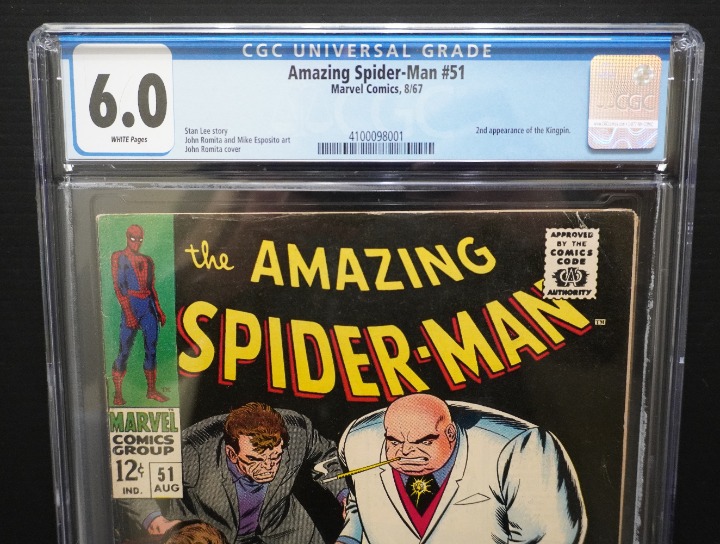 CGC UNIVERSAL GRADE
6.0
WHITE Pages
Amazing Spider-Man #51
Marvel Comics, 8/67
Stan Lee story
John Romita and Mike Esposito art
John Romita cover
4100098001
2nd appearance of the Kingpin.
CGC
the AMAZING
SPIDER-MAN
TM
APPROVED
BY THE
COMICS
CODE
CA
AUTHORITY
MARVEL
COMICS
GROUP
12¢
IND.
51
AUG